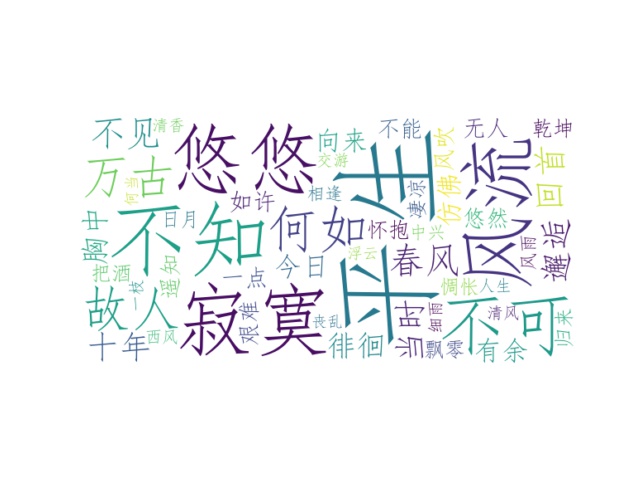 不见
清香
悠悠
向来
交游
不能
平生
无人
乾坤
万古
何当
如许
相逢
凄凉
仿佛
风吹
风流
回首
胸中
不知
日月
何如
怀抱
中兴
悠然
邂逅
把酒
一枝
遥知
一点
今日
浮云
春风
风雨
惆怅
人生
故人
寂寞
艰难
丧乱
当时
细雨
不可
清风
归来
十年
西风
徘徊
飘零
有余